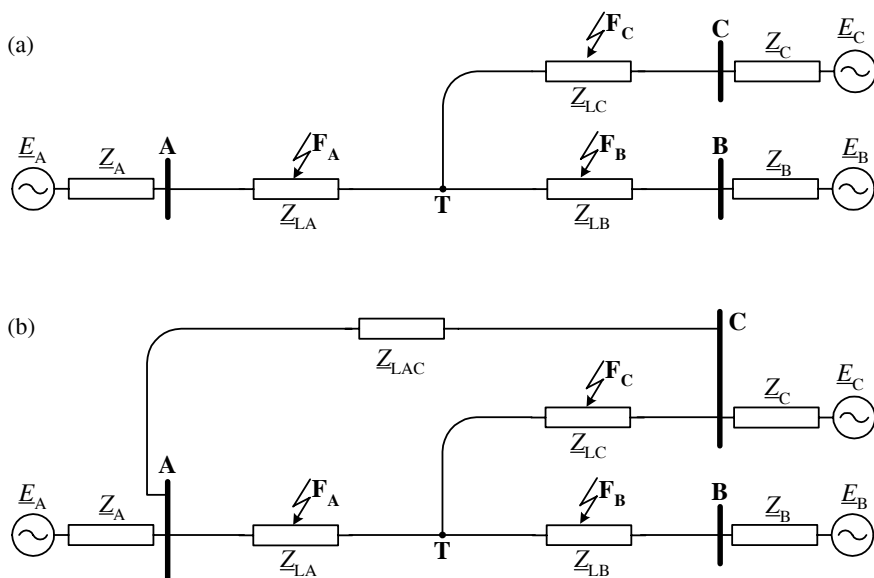 (a)
F_C
C
Z_C
E_C
Z_LC
E_A
Z_A
A
F_A
Z_LA
T
F_B
Z_LB
B
Z_B
E_B
(b)
Z_LAC
C
F_C
Z_LC
Z_C
E_C
E_A
Z_A
A
F_A
Z_LA
T
F_B
Z_LB
B
Z_B
E_B